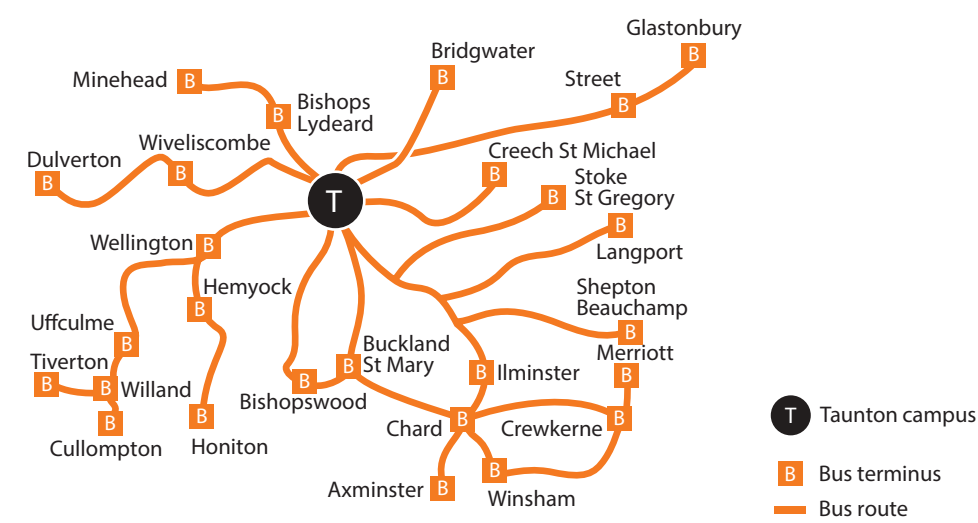 Glastonbury
Bridgwater
Street
B
B
Minehead
B
B
Bishops
Lydeard
B
Wiveliscombe
Dulverton
B
B
Creech St Michael
B
Stoke
St Gregory
B
T
B
Langport
Wellington
B
Hemyock
B
Shepton
Beauchamp
B
Uffculme
B
Buckland
St Mary
B
Merriott
B
Tiverton
B
Willand
B
Bishopswood
B
Ilminster
B
Cullompton
B
Honiton
B
Chard
B
Crewkerne
B
Axminster
B
Winsham
B
T
Taunton campus
B
Bus terminus
Bus route